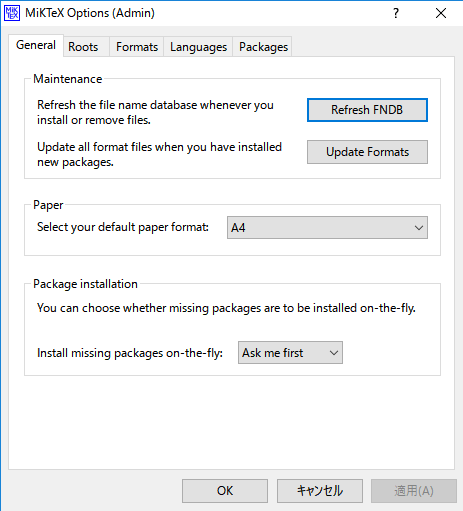 MiKTeX Options (Admin)
General Roots Formats Languages Packages
Maintenance
Refresh the file name database whenever you
install or remove files.
Refresh FNDB
Update all format files when you have installed
new packages.
Update Formats
Paper
Select your default paper format: A4
Package installation
You can choose whether missing packages are to be installed on-the-fly.
Install missing packages on-the-fly: Ask me first
OK キャンセル 適用(A)